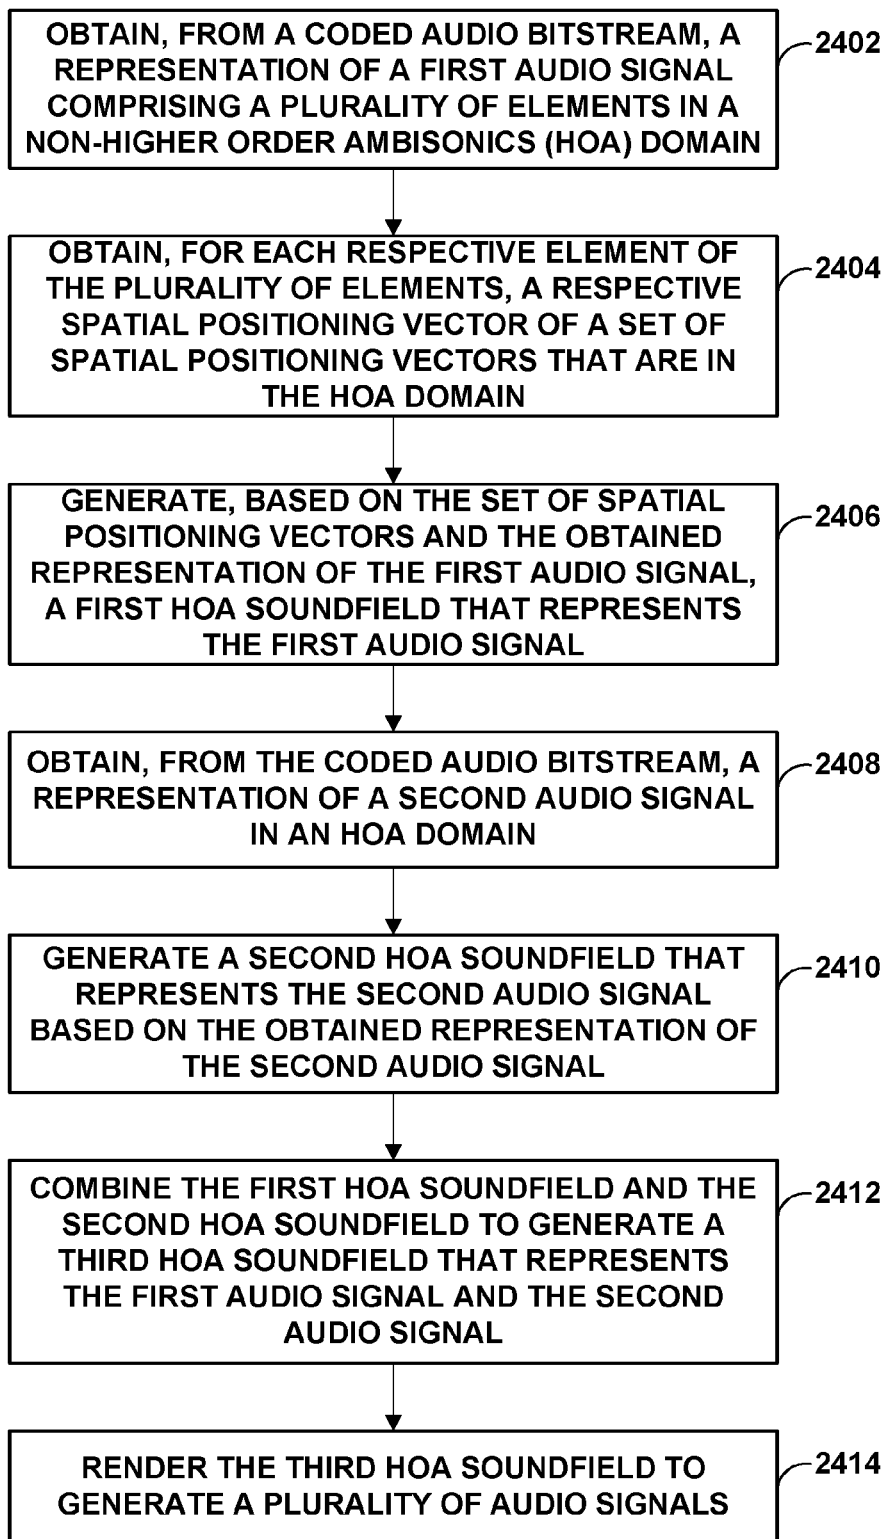 OBTAIN, FROM A CODED AUDIO BITSTREAM, A
REPRESENTATION OF A FIRST AUDIO SIGNAL
COMPRISING A PLURALITY OF ELEMENTS IN A
NON-HIGHER ORDER AMBISONICS (HOA) DOMAIN
2402
OBTAIN, FOR EACH RESPECTIVE ELEMENT OF
THE PLURALITY OF ELEMENTS, A RESPECTIVE
SPATIAL POSITIONING VECTOR OF A SET OF
SPATIAL POSITIONING VECTORS THAT ARE IN
THE HOA DOMAIN
2404
GENERATE, BASED ON THE SET OF SPATIAL
POSITIONING VECTORS AND THE OBTAINED
REPRESENTATION OF THE FIRST AUDIO SIGNAL,
A FIRST HOA SOUNDFIELD THAT REPRESENTS
THE FIRST AUDIO SIGNAL
2406
OBTAIN, FROM THE CODED AUDIO BITSTREAM, A
REPRESENTATION OF A SECOND AUDIO SIGNAL
IN AN HOA DOMAIN
2408
GENERATE A SECOND HOA SOUNDFIELD THAT
REPRESENTS THE SECOND AUDIO SIGNAL
BASED ON THE OBTAINED REPRESENTATION OF
THE SECOND AUDIO SIGNAL
2410
COMBINE THE FIRST HOA SOUNDFIELD AND THE
SECOND HOA SOUNDFIELD TO GENERATE A
THIRD HOA SOUNDFIELD THAT REPRESENTS
THE FIRST AUDIO SIGNAL AND THE SECOND
AUDIO SIGNAL
2412
RENDER THE THIRD HOA SOUNDFIELD TO
GENERATE A PLURALITY OF AUDIO SIGNALS
2414